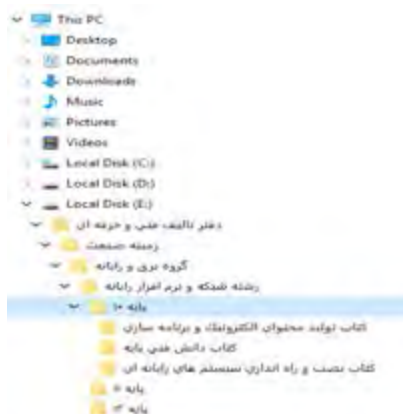 This PC
Desktop
Documents
Downloads
Music
Pictures
Videos
Local Disk (C:)
Local Disk (D:)
Local Disk (E:)
دفتر تالیف فنی و حرفه ای
زمینه صنعت
گروه برق و رایانه
رشته شبکه و نرم افزار رایانه
پایه ۱۰
کتاب تولید محتوای الکترونیک و برنامه سازی
کتاب دانش فنی پایه
کتاب نصب و راه اندازی سیستم های رایانه ای
پایه ۱۱
پایه ۱۲